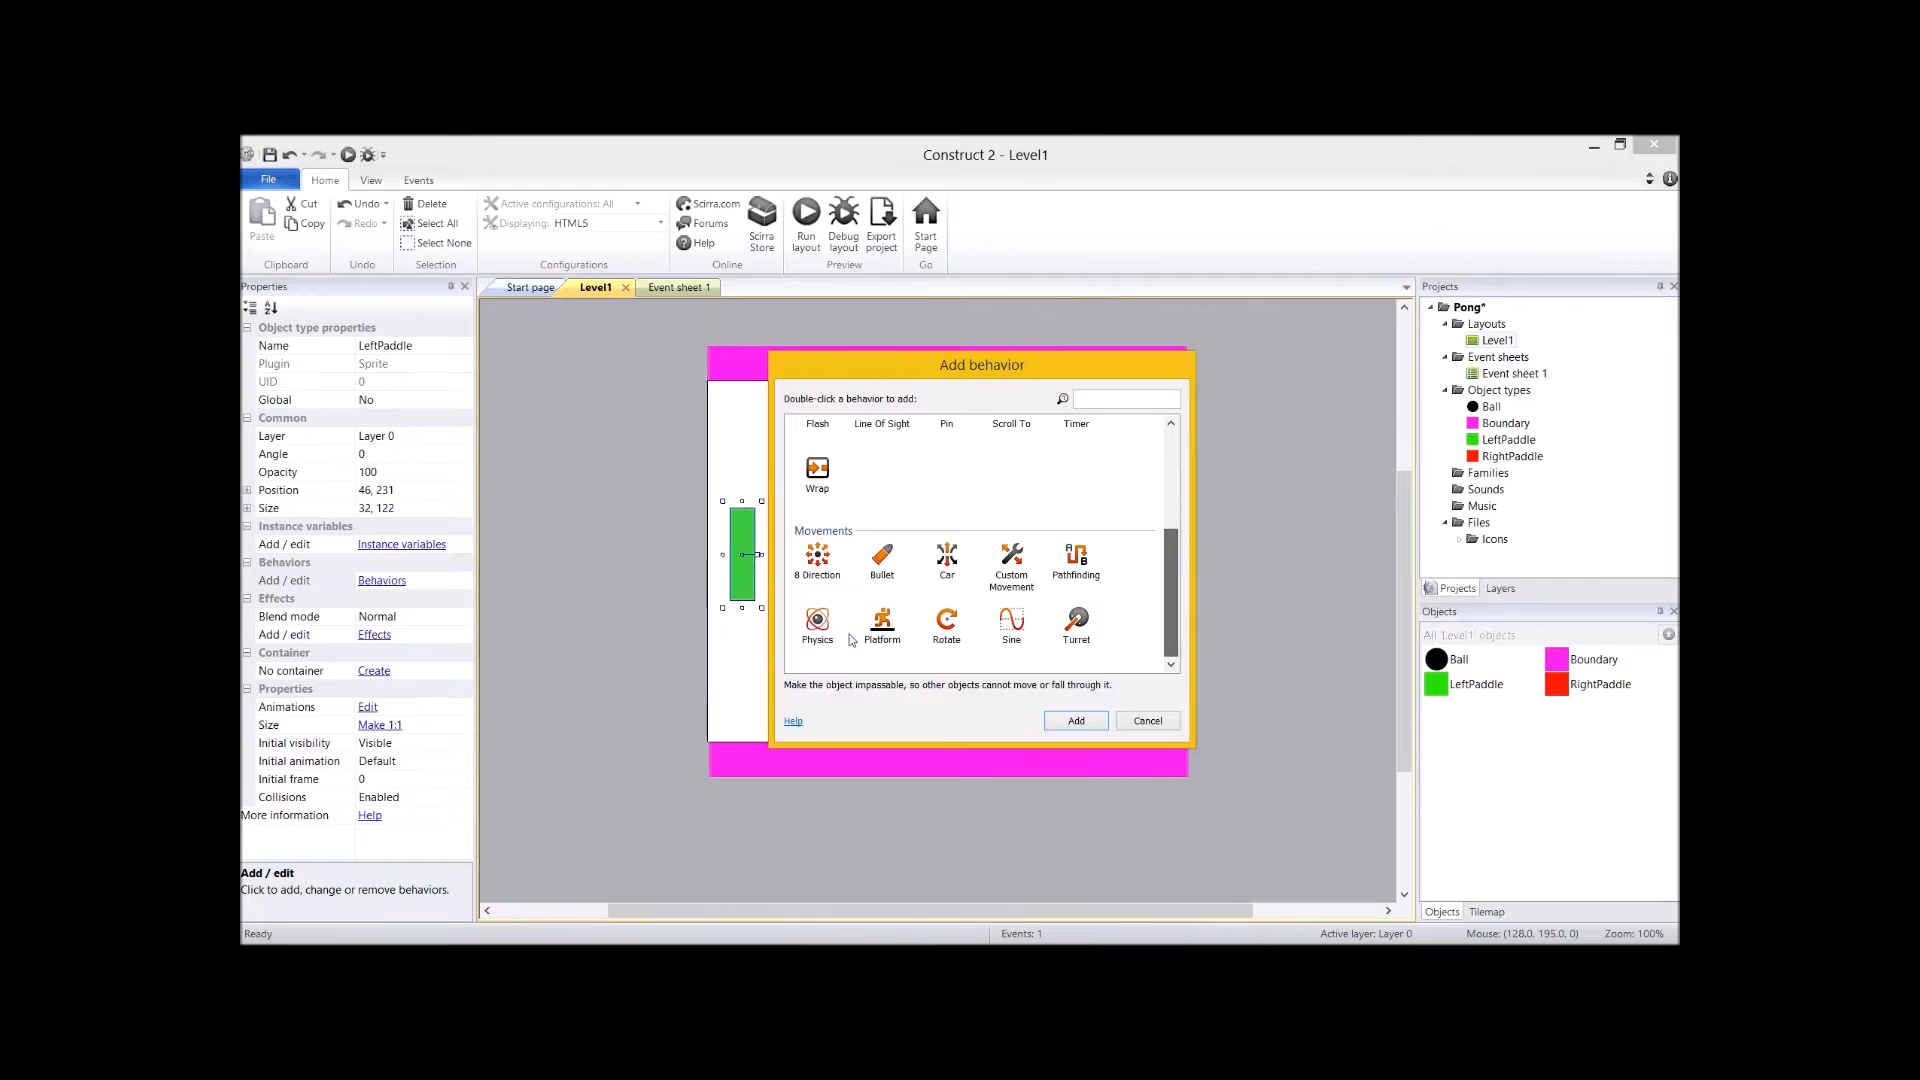 Construct 2 - Level1
File Home View Events
Paste
Cut
Copy
Clipboard
Undo
Redo
Undo
Delete
Select All
Select None
Selection
Active configurations: All
Displaying: HTML5
Configurations
Scirra.com
Forums
Help
Scirra
Store
Online
Run
layout
Debug
layout
Export
project
Preview
Start
Page
Go
Properties
Object type properties
Name LeftPaddle
Plugin Sprite
UID 0
Global No
Common
Layer Layer 0
Angle 0
Opacity 100
Position 46, 231
Size 32, 122
Instance variables
Add / edit Instance variables
Behaviors
Add / edit Behaviors
Effects
Blend mode Normal
Add / edit Effects
Container
No container Create
Properties
Animations Edit
Size Make 1:1
Initial visibility Visible
Initial animation Default
Initial frame 0
Collisions Enabled
More information Help
Add / edit
Click to add, change or remove behaviors.
Start page Level1 Event sheet 1
Add behavior
Double-click a behavior to add:
Flash Line Of Sight Pin Scroll To Timer
Wrap
Movements
8 Direction Bullet Car Custom Movement Pathfinding
Physics Platform Rotate Sine Turret
Make the object impassable, so other objects cannot move or fall through it.
Help Add Cancel
Projects
Pong*
Layouts
Level1
Event sheets
Event sheet 1
Object types
Ball
Boundary
LeftPaddle
RightPaddle
Families
Sounds
Music
Files
Icons
Projects Layers
Objects
All 'Level1' objects
Ball Boundary
LeftPaddle RightPaddle
Objects Tilemap
Ready Events: 1 Active layer: Layer 0 Mouse: (128.0, 195.0, 0) Zoom: 100%